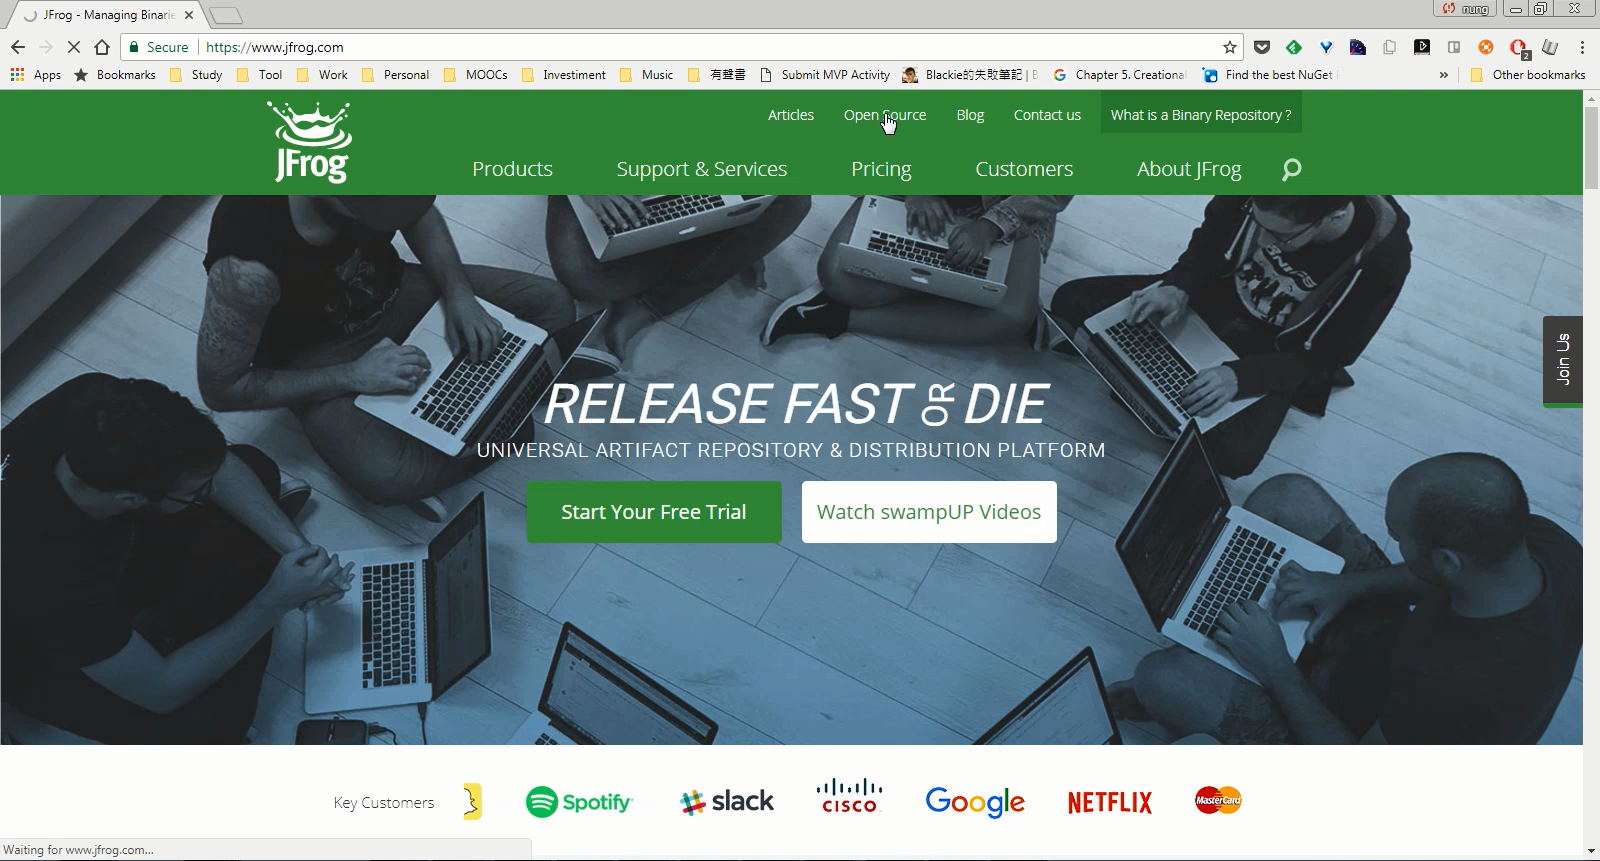 JFrog - Managing Binarie
nung
Secure
https://www.jfrog.com
2
Apps
Bookmarks
Study
Tool
Work
Personal
MOOCs
Investiment
Music
有聲書
Submit MVP Activity
Blackie的失敗筆記 | B
Chapter 5. Creational
Find the best NuGet
»
Other bookmarks
JFrog
Articles
Open Source
Blog
Contact us
What is a Binary Repository ?
Products
Support & Services
Pricing
Customers
About JFrog
Join Us
RELEASE FAST OR DIE
UNIVERSAL ARTIFACT REPOSITORY & DISTRIBUTION PLATFORM
Start Your Free Trial
Watch swampUP Videos
Key Customers
Spotify
slack
CISCO
Google
NETFLIX
MasterCard
Waiting for www.jfrog.com...